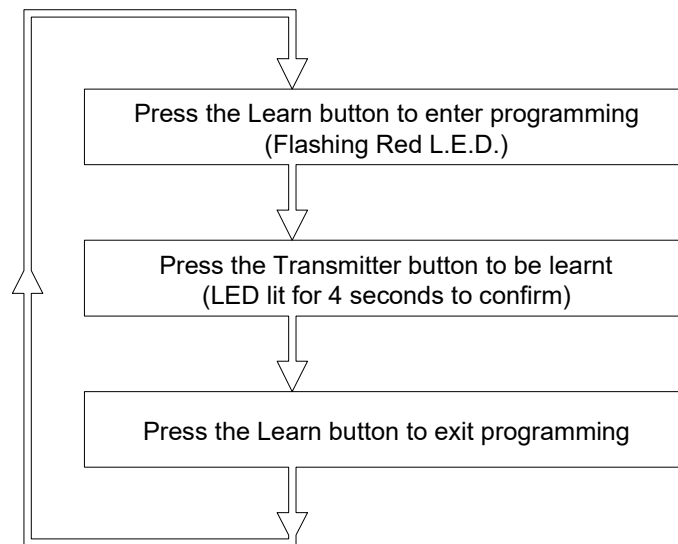 Press the Learn button to enter programming
(Flashing Red L.E.D.)
Press the Transmitter button to be learnt
(LED lit for 4 seconds to confirm)
Press the Learn button to exit programming